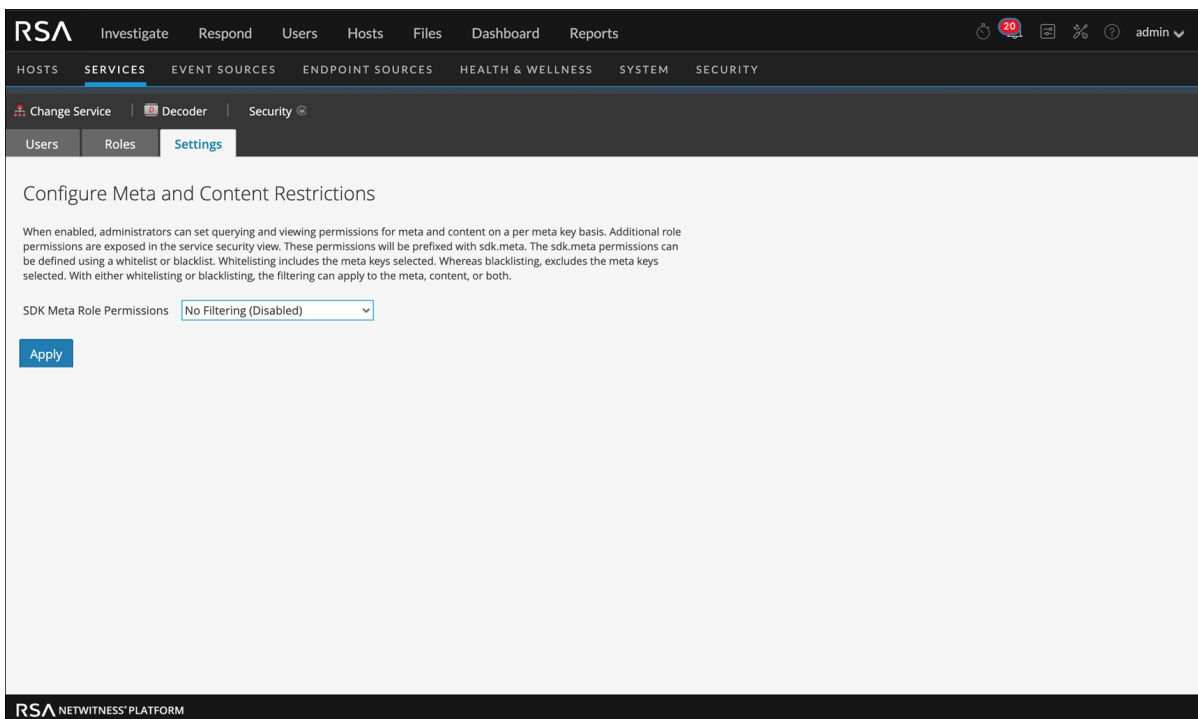 RSA Investigate Respond Users Hosts Files Dashboard Reports 20 admin
HOSTS SERVICES EVENT SOURCES ENDPOINT SOURCES HEALTH & WELLNESS SYSTEM SECURITY
Change Service | Decoder | Security
Users Roles Settings
Configure Meta and Content Restrictions
When enabled, administrators can set querying and viewing permissions for meta and content on a per meta key basis. Additional role
permissions are exposed in the service security view. These permissions will be prefixed with sdk.meta. The sdk.meta permissions can
be defined using a whitelist or blacklist. Whitelisting includes the meta keys selected. Whereas blacklisting, excludes the meta keys
selected. With either whitelisting or blacklisting, the filtering can apply to the meta, content, or both.
SDK Meta Role Permissions No Filtering (Disabled)
Apply
RSA NETWITNESS® PLATFORM